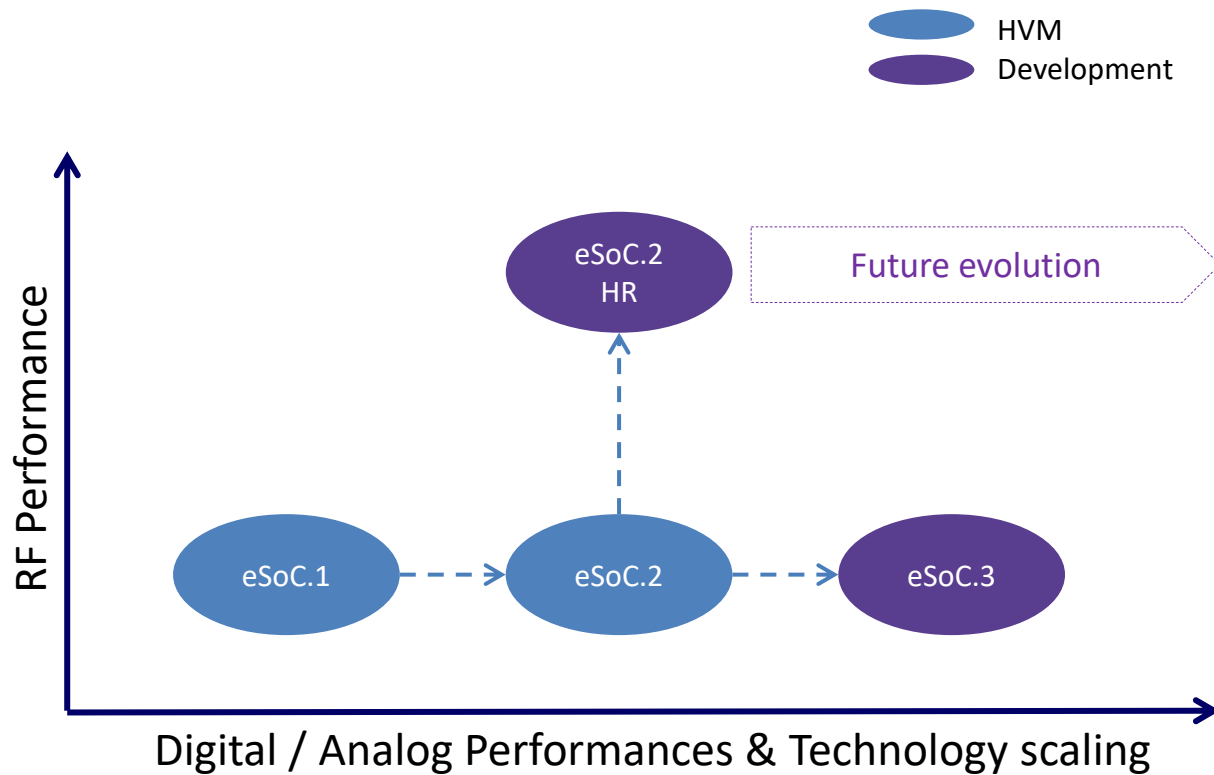 HVM
Development
eSoC.2
HR
Future evolution
RF Performance
eSoC.1
eSoC.2
eSoC.3
Digital / Analog Performances & Technology scaling